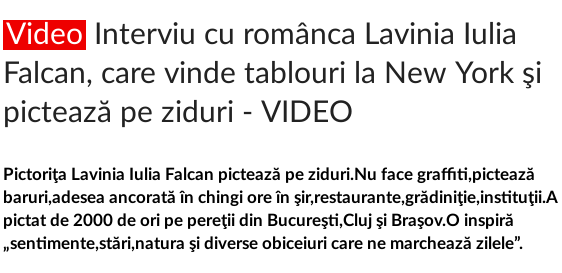 Video Interviu cu românca Lavinia Iulia
Falcan, care vinde tablouri la New York şi
pictează pe ziduri - VIDEO
Pictoriţa Lavinia Iulia Falcan pictează pe ziduri.Nu face graffiti,pictează
baruri,adesea ancorată în chingi ore în şir,restaurante,grădiniţie,instituţii.A
pictat de 2000 de ori pe pereţii din Bucureşti,Cluj şi Braşov.O inspiră
„sentimente,stări,natura şi diverse obiceiuri care ne marchează zilele”.